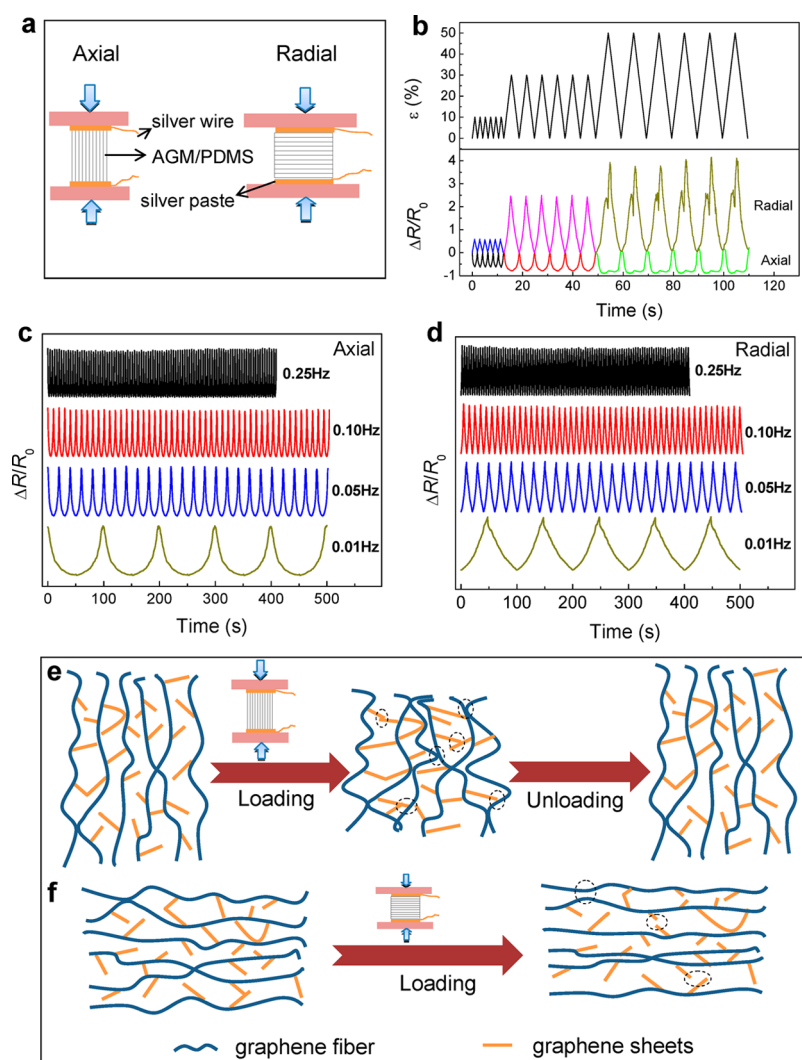 a
Axial
Radial
silver wire
AGM/PDMS
silver paste
b
50
40
30
20
10
0
ε (%)
4
3
2
1
0
-1
ΔR/R0
Radial
Axial
0 20 40 60 80 100 120
Time (s)
c
Axial
0.25Hz
0.10Hz
0.05Hz
0.01Hz
ΔR/R0
0 100 200 300 400 500
Time (s)
d
Radial
0.25Hz
0.10Hz
0.05Hz
0.01Hz
ΔR/R0
0 100 200 300 400 500
Time (s)
e
Loading
Unloading
f
Loading
graphene fiber
graphene sheets